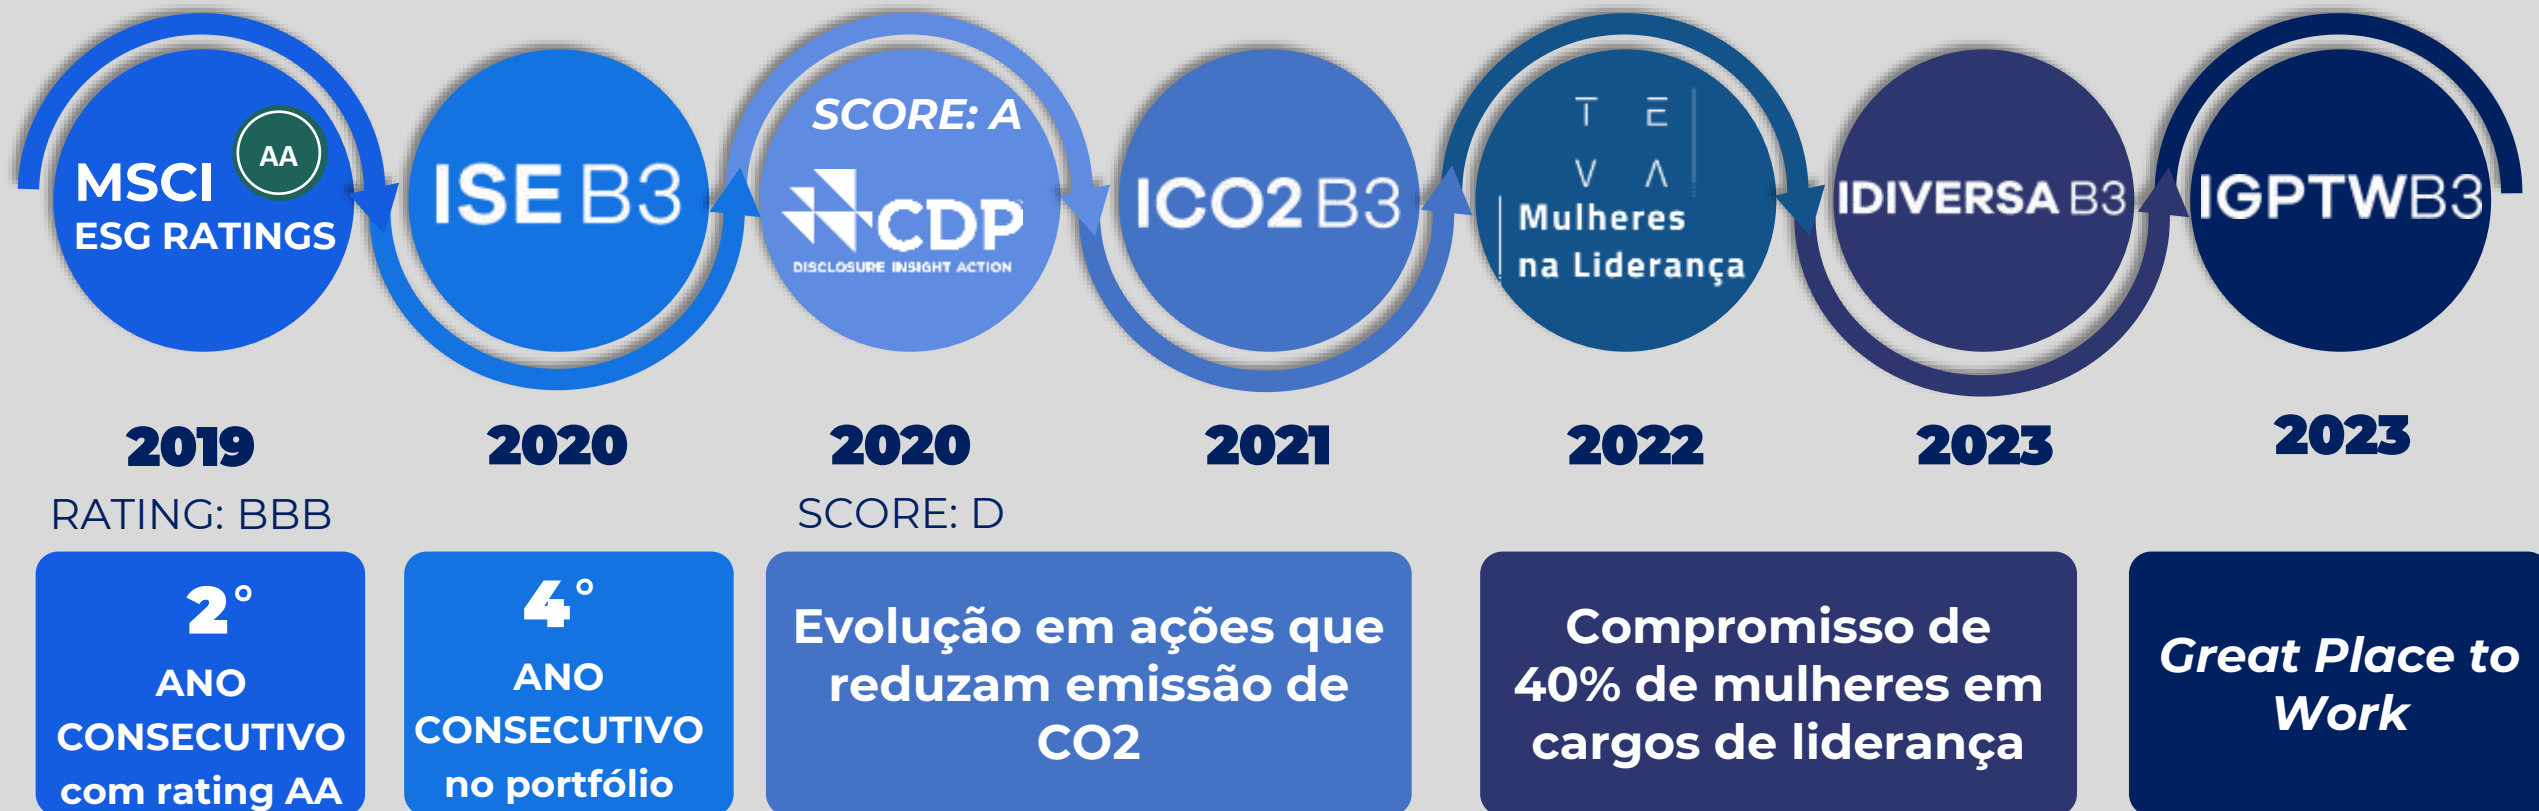 MSCI
AA
ESG RATINGS
ISE B3
SCORE: A
CDP
DISCLOSURE INSIGHT ACTION
ICO2 B3
T E
V A
Mulheres
na Liderança
IDIVERSA B3
IGPTWB3
2019
2020
2020
2021
2022
2023
2023
RATING: BBB
SCORE: D
2°
ANO
CONSECUTIVO
com rating AA
4°
ANO
CONSECUTIVO
no portfólio
Evolução em ações que
reduzam emissão de
CO2
Compromisso de
40% de mulheres em
cargos de liderança
Great Place to
Work